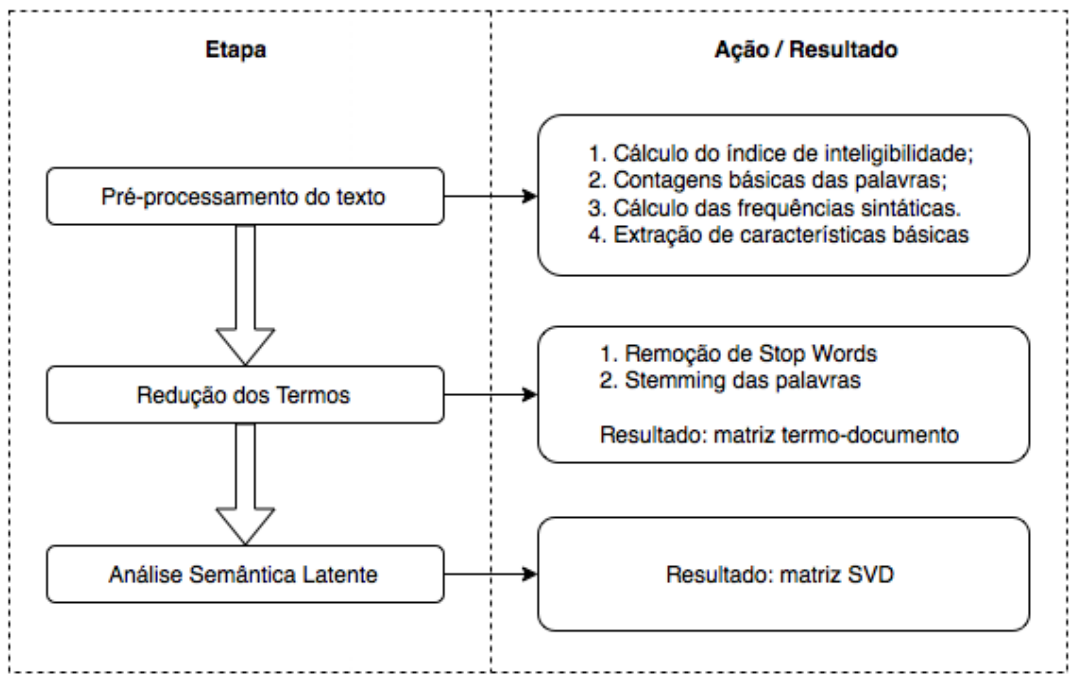 Etapa
Ação / Resultado
Pré-processamento do texto
1. Cálculo do índice de inteligibilidade;
2. Contagens básicas das palavras;
3. Cálculo das frequências sintáticas.
4. Extração de características básicas
Redução dos Termos
1. Remoção de Stop Words
2. Stemming das palavras
Resultado: matriz termo-documento
Análise Semântica Latente
Resultado: matriz SVD